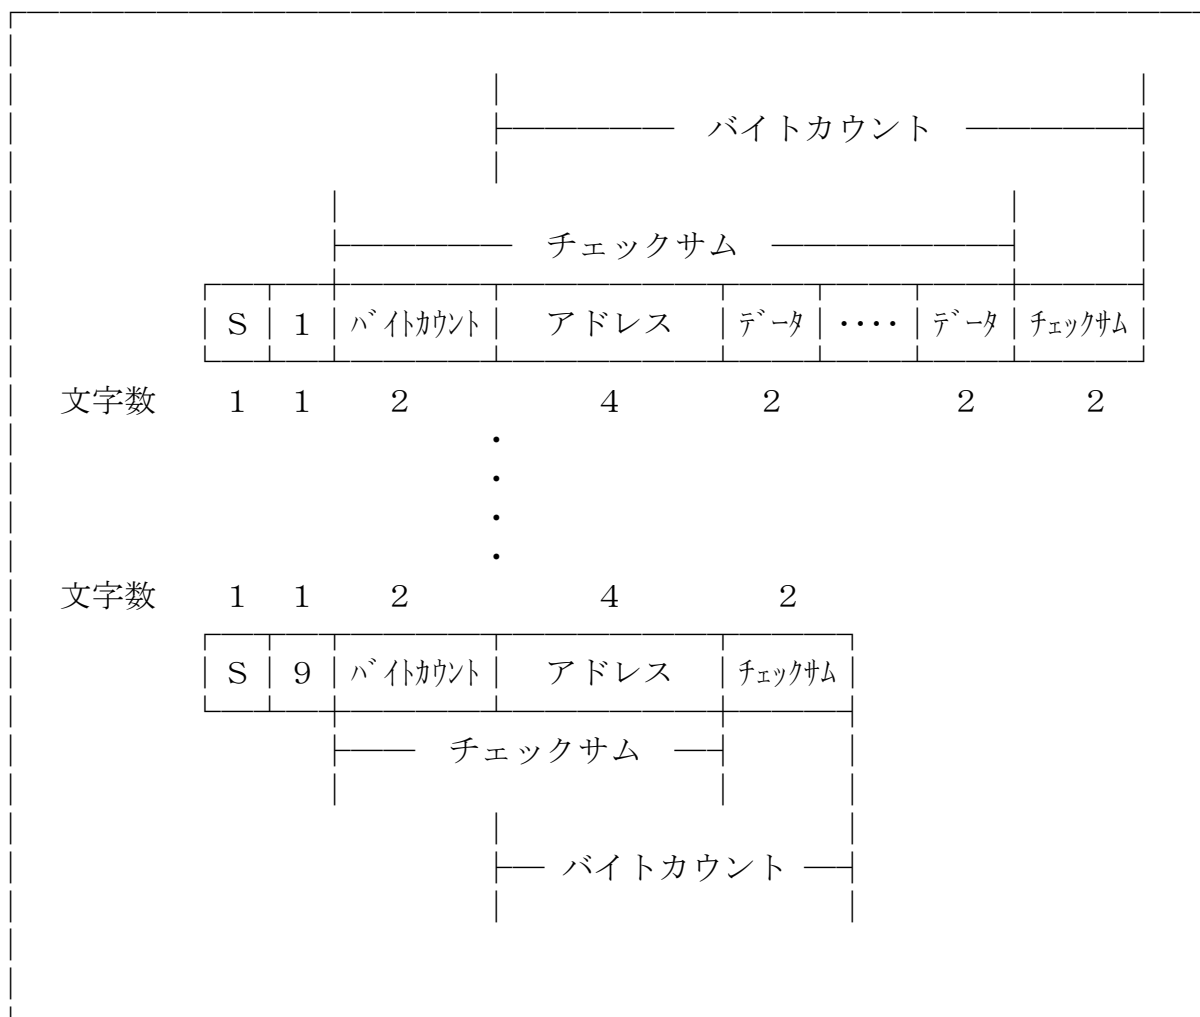 バイトカウント
チェックサム
S 1 バイトカウント アドレス データ ‥‥ データ チェックサム
文字数 1 1 2 4 2 2 2
文字数 1 1 2 4 2
S 9 バイトカウント アドレス チェックサム
チェックサム
バイトカウント